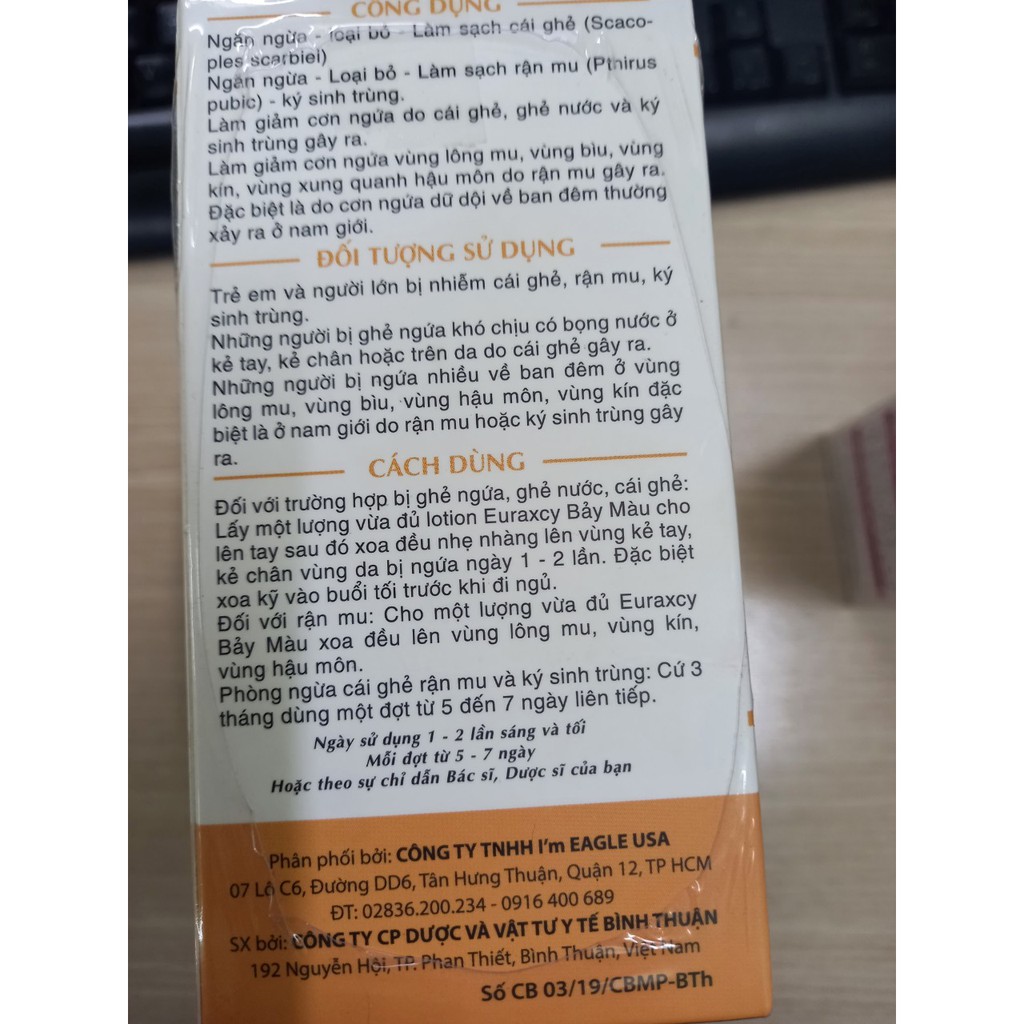 CÔNG DỤNG
Ngăn ngừa - loại bỏ - Làm sạch cái ghẻ (Scaco-
ples scarbiei)
Ngăn ngừa - Loại bỏ - Làm sạch rận mu (Pthirus
pubic) - ký sinh trùng.
Làm giảm cơn ngứa do cái ghẻ, ghẻ nước và ký
sinh trùng gây ra.
Làm giảm cơn ngứa vùng lông mu, vùng bìu, vùng
kín, vùng xung quanh hậu môn do rận mu gây ra.
Đặc biệt là do cơn ngứa dữ dội về ban đêm thường
xảy ra ở nam giới.
ĐỐI TƯỢNG SỬ DỤNG
Trẻ em và người lớn bị nhiễm cái ghẻ, rận mu, ký
sinh trùng.
Những người bị ghẻ ngứa khó chịu có bọng nước ở
kẻ tay, kẻ chân hoặc trên da do cái ghẻ gây ra.
Những người bị ngứa nhiều về ban đêm ở vùng
lông mu, vùng bìu, vùng hậu môn, vùng kín đặc
biệt là ở nam giới do rận mu hoặc ký sinh trùng gây
ra.
CÁCH DÙNG
Đối với trường hợp bị ghẻ ngứa, ghẻ nước, cái ghẻ:
Lấy một lượng vừa đủ lotion Euraxcy Bảy Màu cho
lên tay sau đó xoa đều nhẹ nhàng lên vùng kẻ tay,
kẻ chân vùng da bị ngứa ngày 1 - 2 lần. Đặc biệt
xoa kỹ vào buổi tối trước khi đi ngủ.
Đối với rận mu: Cho một lượng vừa đủ Euraxcy
Bảy Màu xoa đều lên vùng lông mu, vùng kín,
vùng hậu môn.
Phòng ngừa cái ghẻ rận mu và ký sinh trùng: Cứ 3
tháng dùng một đợt từ 5 đến 7 ngày liên tiếp.
Ngày sử dụng 1 - 2 lần sáng và tối
Mỗi đợt từ 5 - 7 ngày
Hoặc theo sự chỉ dẫn Bác sĩ, Dược sĩ của bạn
Phân phối bởi: CÔNG TY TNHH I'm EAGLE USA
07 Lô C6, Đường DD6, Tân Hưng Thuận, Quận 12, TP HCM
ĐT: 02836.200.234 - 0916 400 689
SX bởi: CÔNG TY CP DƯỢC VÀ VẬT TƯ Y TẾ BÌNH THUẬN
192 Nguyễn Hội, TP. Phan Thiết, Bình Thuận, Việt Nam
Số CB 03/19/CBMP-BTh